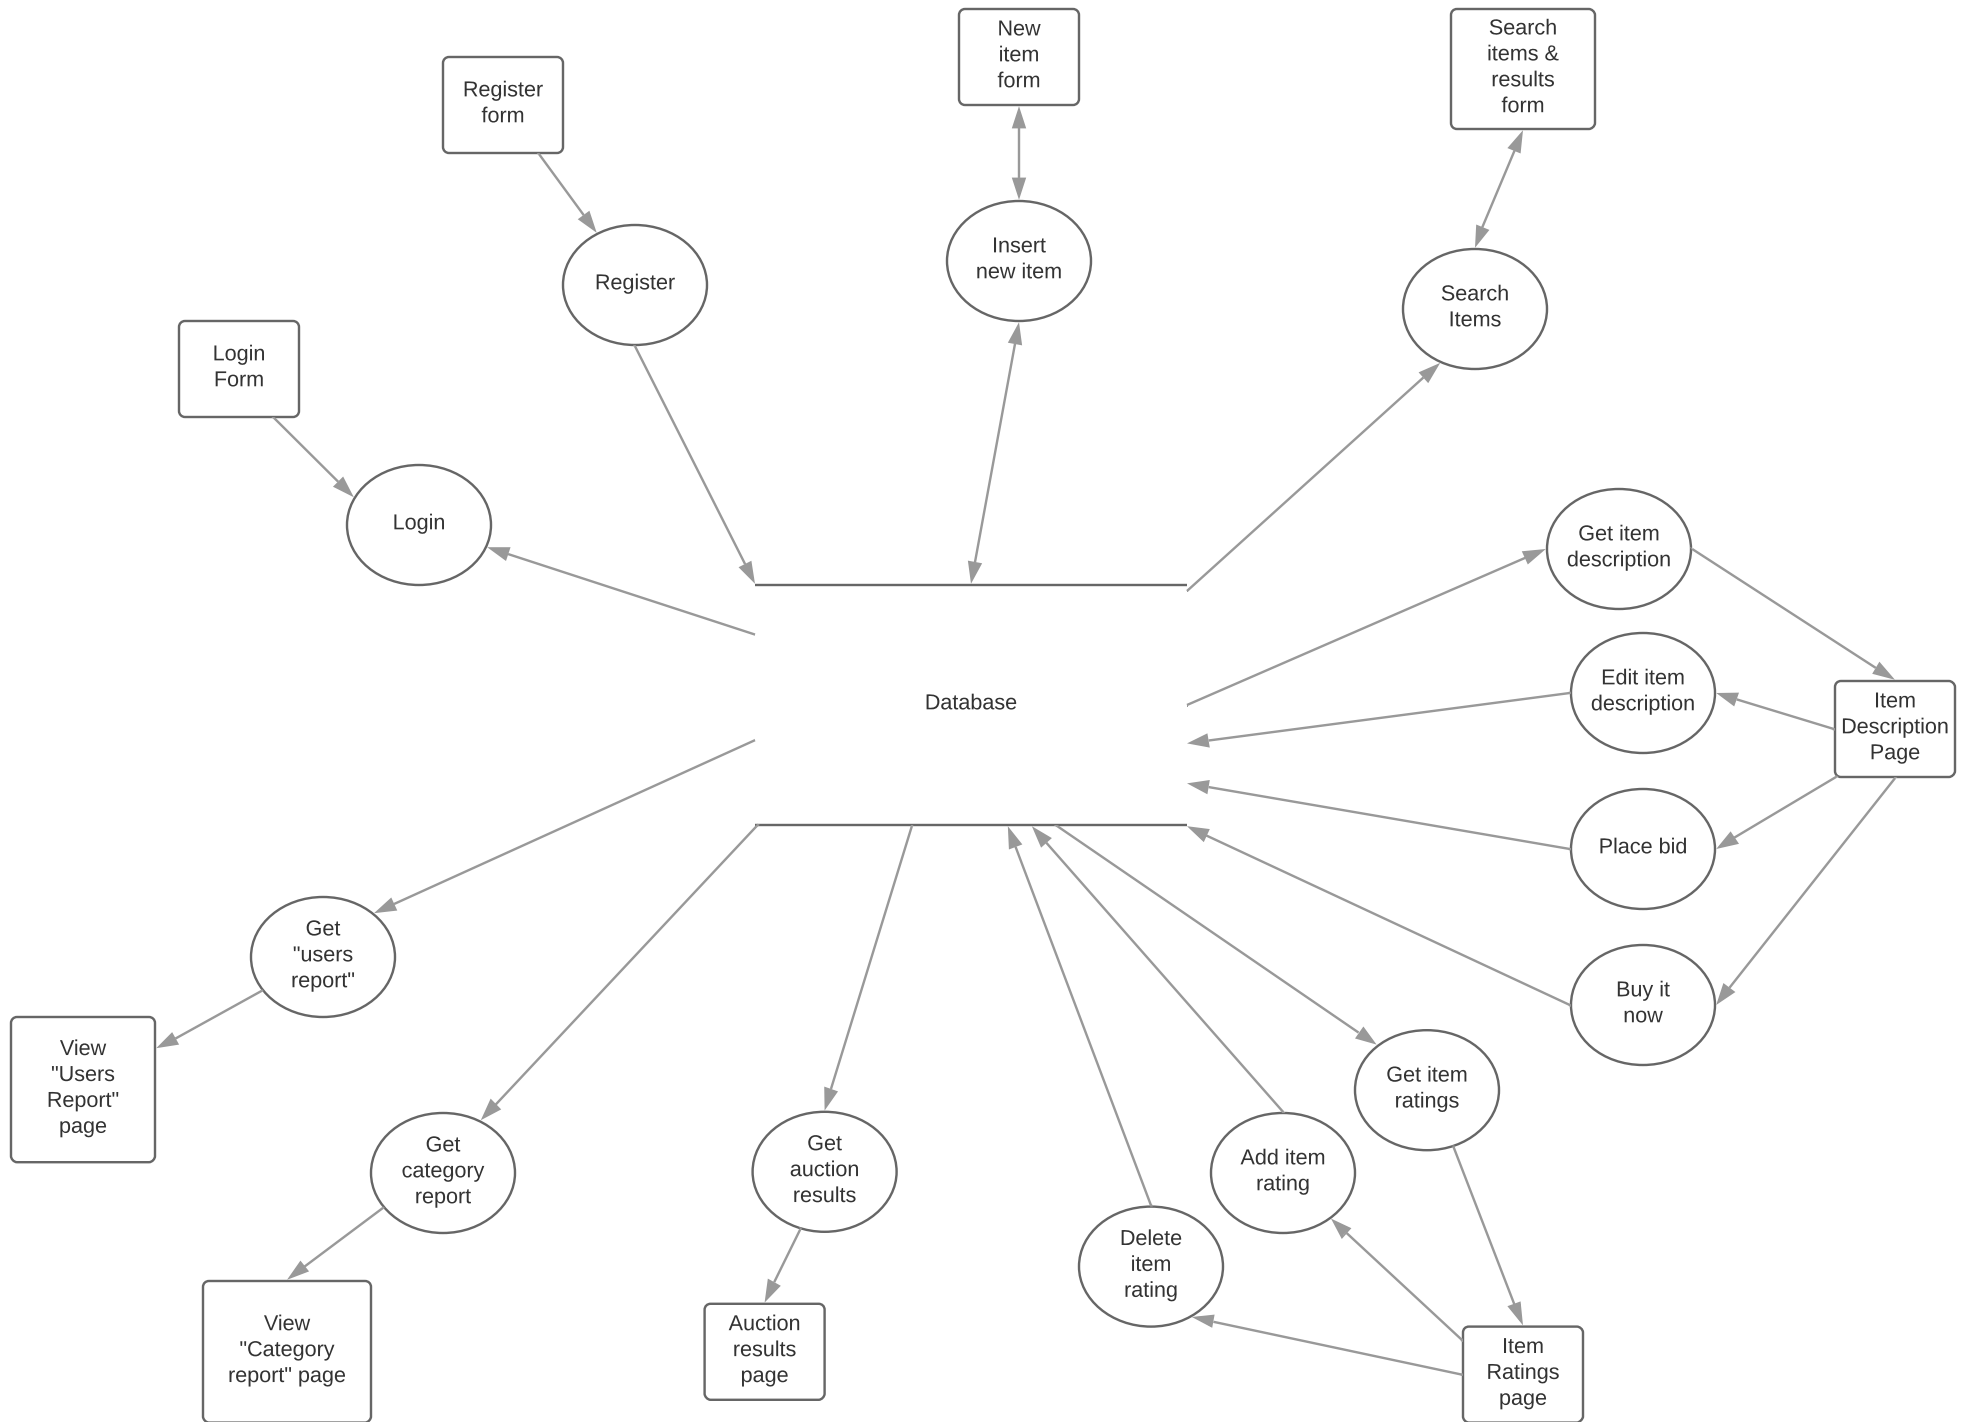 New
item
form
Search
items &
results
form
Register
form
Insert
new item
Register
Search
Items
Login
Form
Login
Get item
description
Edit item
description
Item
Description
Page
Database
Place bid
Get
"users
report"
Buy it
now
View
"Users
Report"
page
Get item
ratings
Get
category
report
Get
auction
results
Add item
rating
Delete
item
rating
View
"Category
report" page
Auction
results
page
Item
Ratings
page